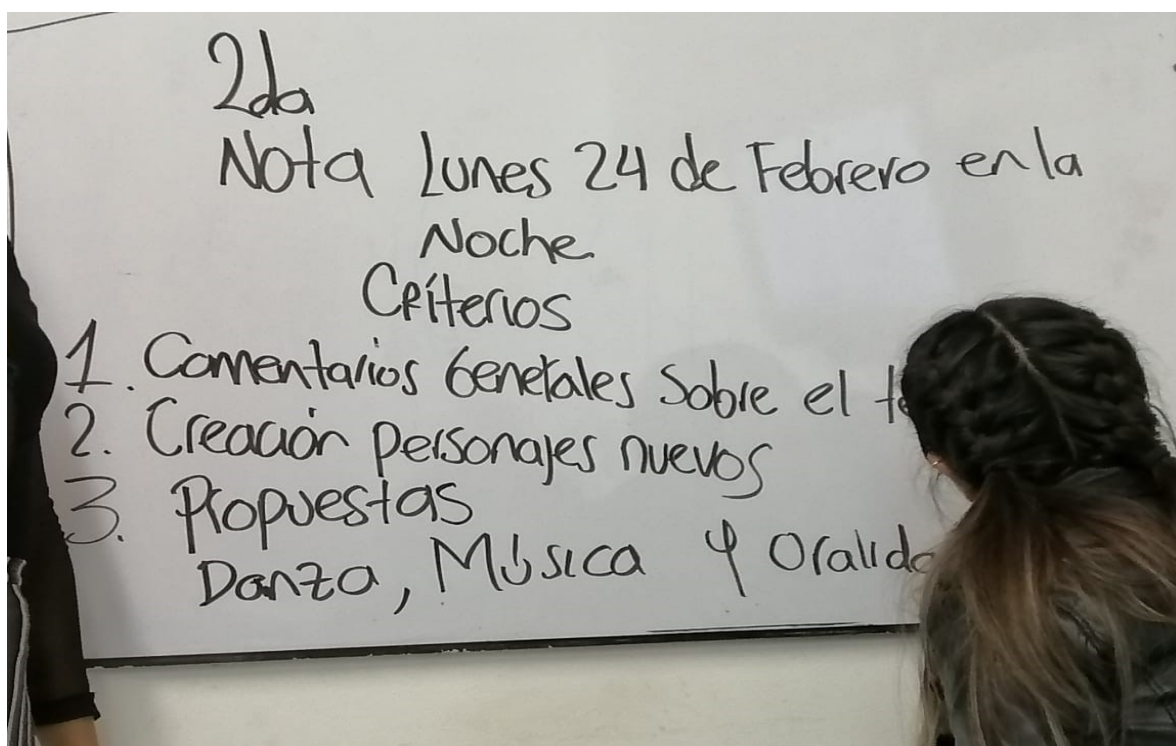 2da
Nota Lunes 24 de Febrero en la
Noche
Críterios
1. Comentarios Generales Sobre el
2. Creación personajes nuevos
3. Propuestas
Danza, Música y